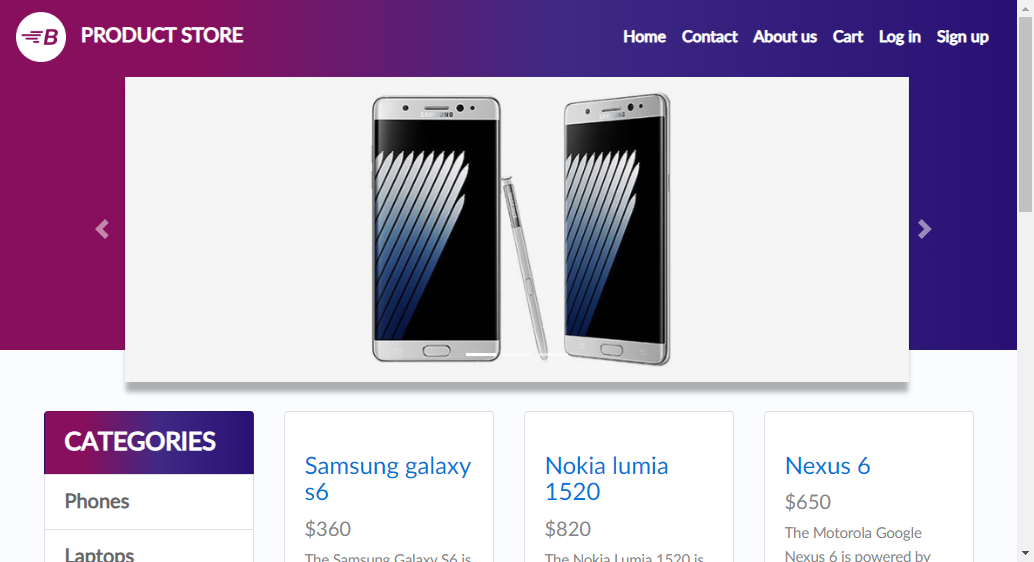 B
PRODUCT STORE
Home Contact About us Cart Log in Sign up
SAMSUNG
SAMSUNG
CATEGORIES
Phones
Laptops
Samsung galaxy
s6
$360
The Samsung Galaxy S6 is
Nokia lumia
1520
$820
The Nokia Lumia 1520 is
Nexus 6
$650
The Motorola Google
Nexus 6 is powered by